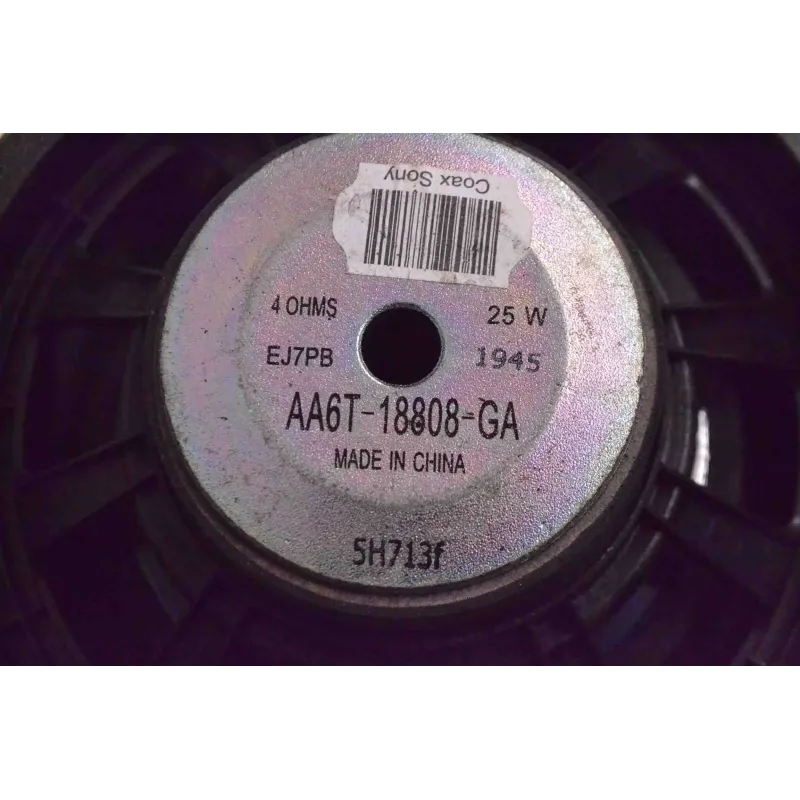 Coax Sony
4 OHMS 25 W
EJ7PB 1945
AA6T-18808-GA
MADE IN CHINA
5H713f